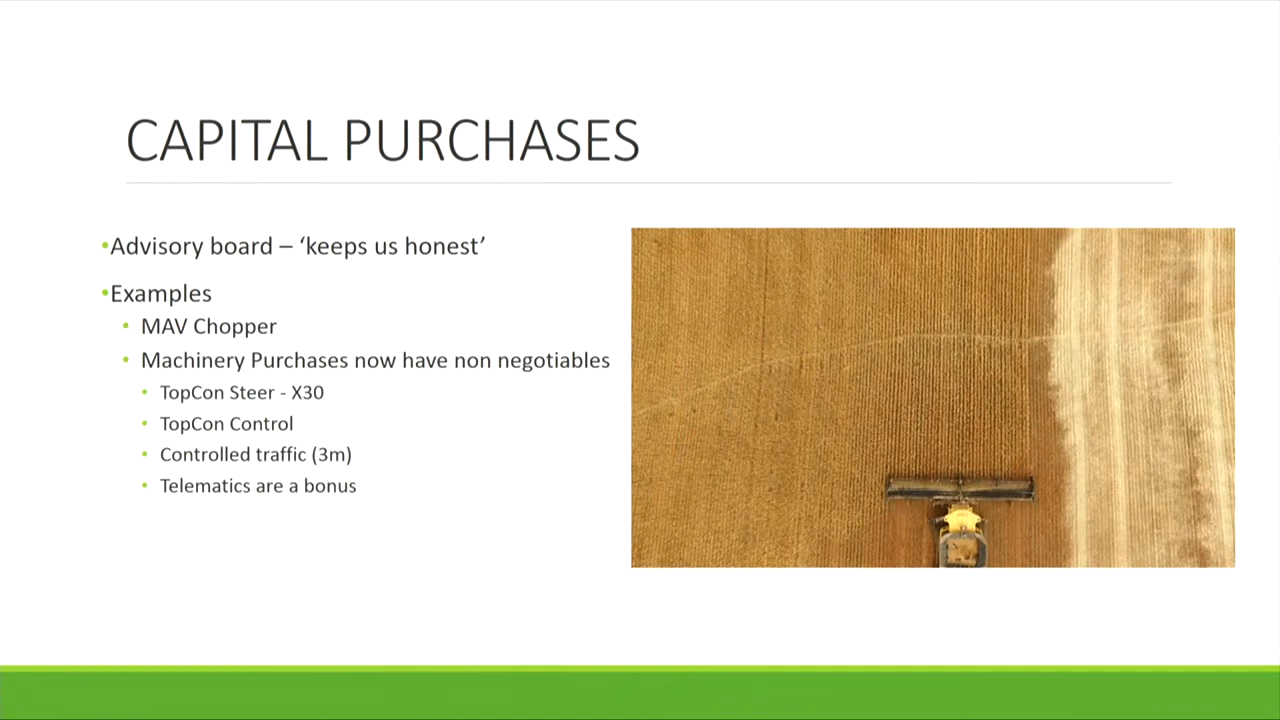 CAPITAL PURCHASES
•Advisory board – ‘keeps us honest’
•Examples
• MAV Chopper
• Machinery Purchases now have non negotiables
• TopCon Steer - X30
• TopCon Control
• Controlled traffic (3m)
• Telematics are a bonus